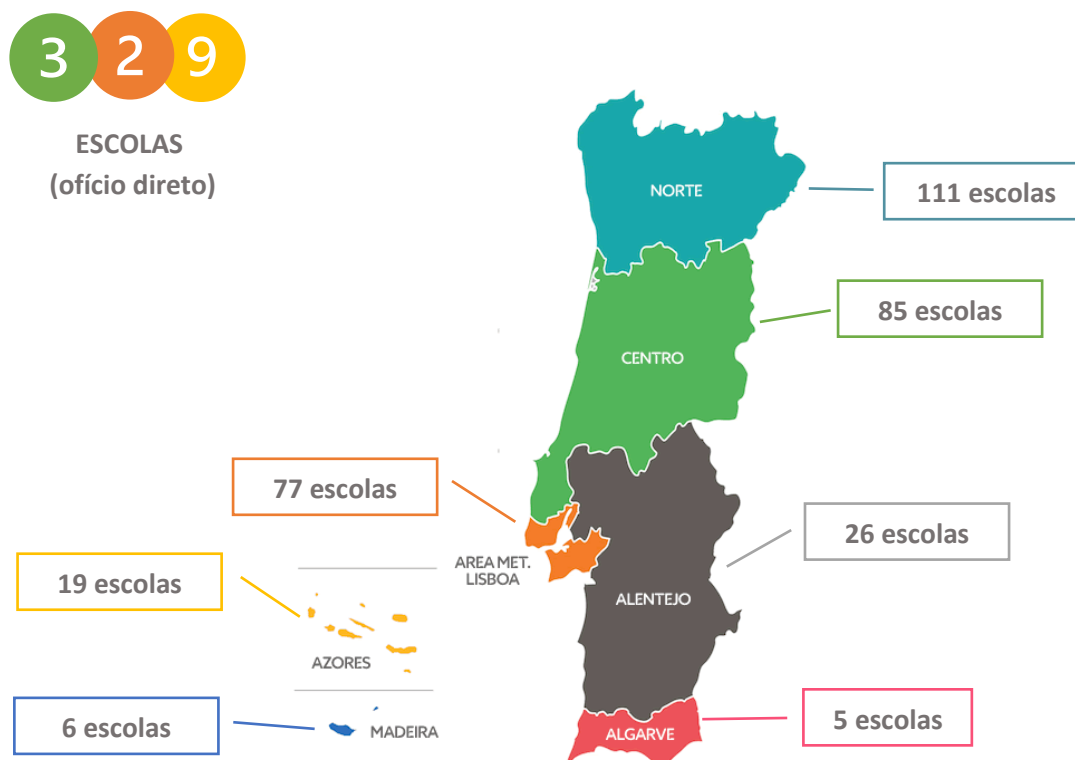 3 2 9
ESCOLAS
(ofício direto)
NORTE
111 escolas
85 escolas
CENTRO
77 escolas
26 escolas
AREA MET.
LISBOA
19 escolas
ALENTEJO
AZORES
6 escolas
MADEIRA
ALGARVE
5 escolas